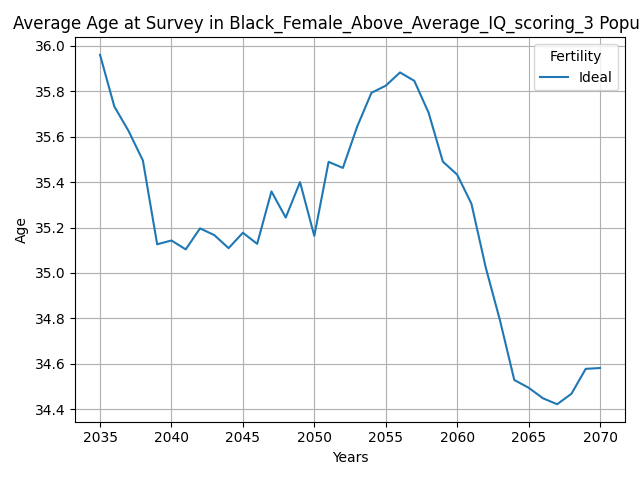 Average Age at Survey in Black_Female_Above_Average_IQ_scoring_3 Popu
36.0
35.8
35.6
35.4
35.2
35.0
34.8
34.6
34.4
Age
Fertility
Ideal
2035 2040 2045 2050 2055 2060 2065 2070
Years